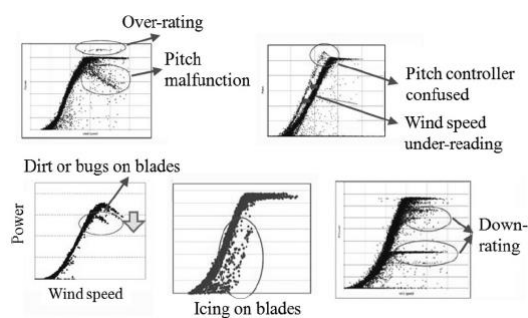 Over-rating
Pitch
malfunction
Pitch controller
confused
Wind speed
under-reading
Dirt or bugs on blades
Power
Wind speed
Icing on blades
Down-
rating